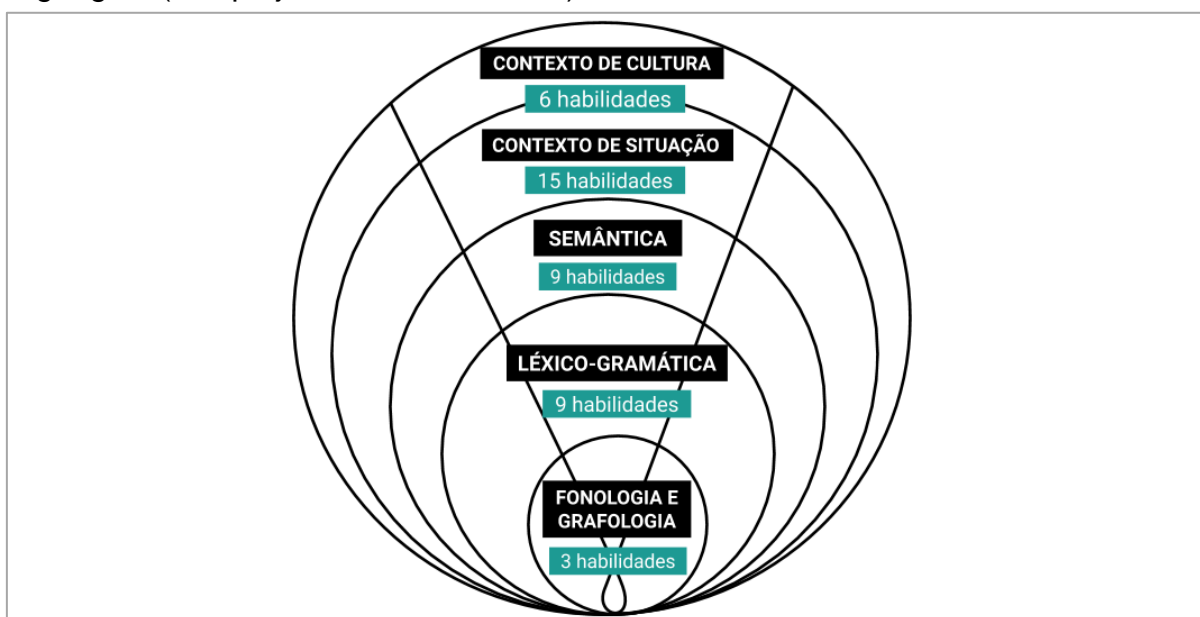 CONTEXTO DE CULTURA
6 habilidades
CONTEXTO DE SITUAÇÃO
15 habilidades
SEMÂNTICA
9 habilidades
LÉXICO-GRAMÁTICA
9 habilidades
FONOLOGIA E
GRAFOLOGIA
3 habilidades